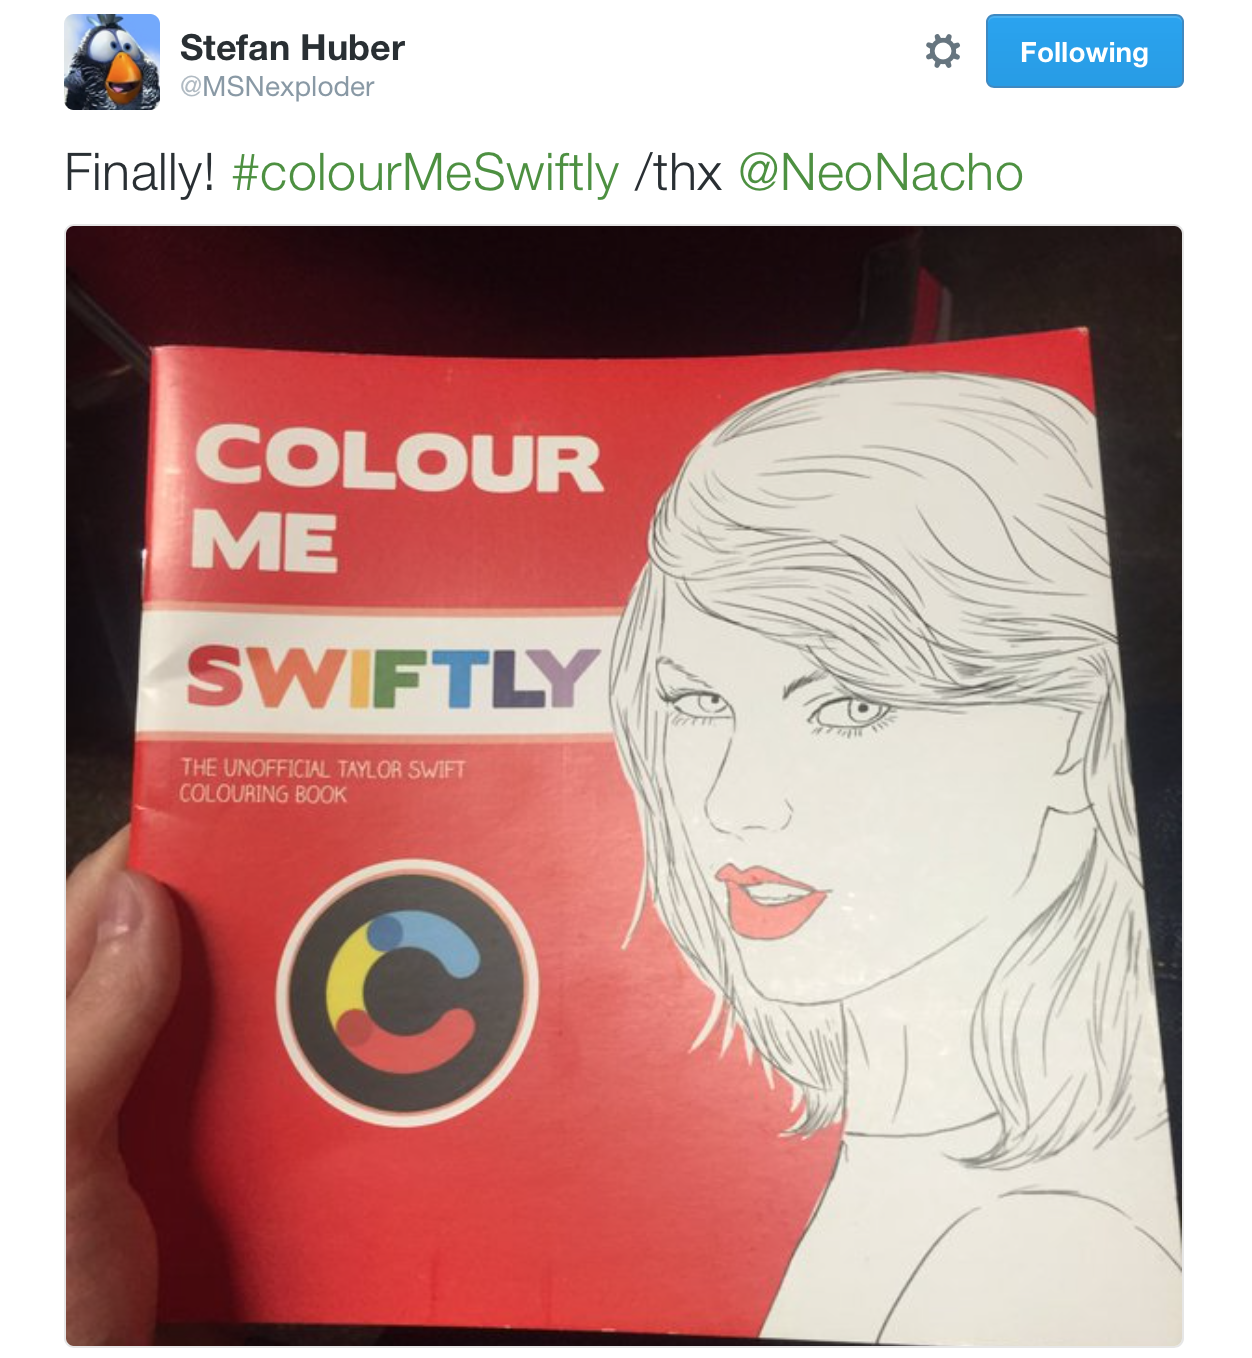 Stefan Huber
@MSNexploder
Following
Finally! #colourMeSwiftly /thx @NeoNacho
COLOUR
ME
SWIFTLY
THE UNOFFICIAL TAYLOR SWIFT
COLOURING BOOK